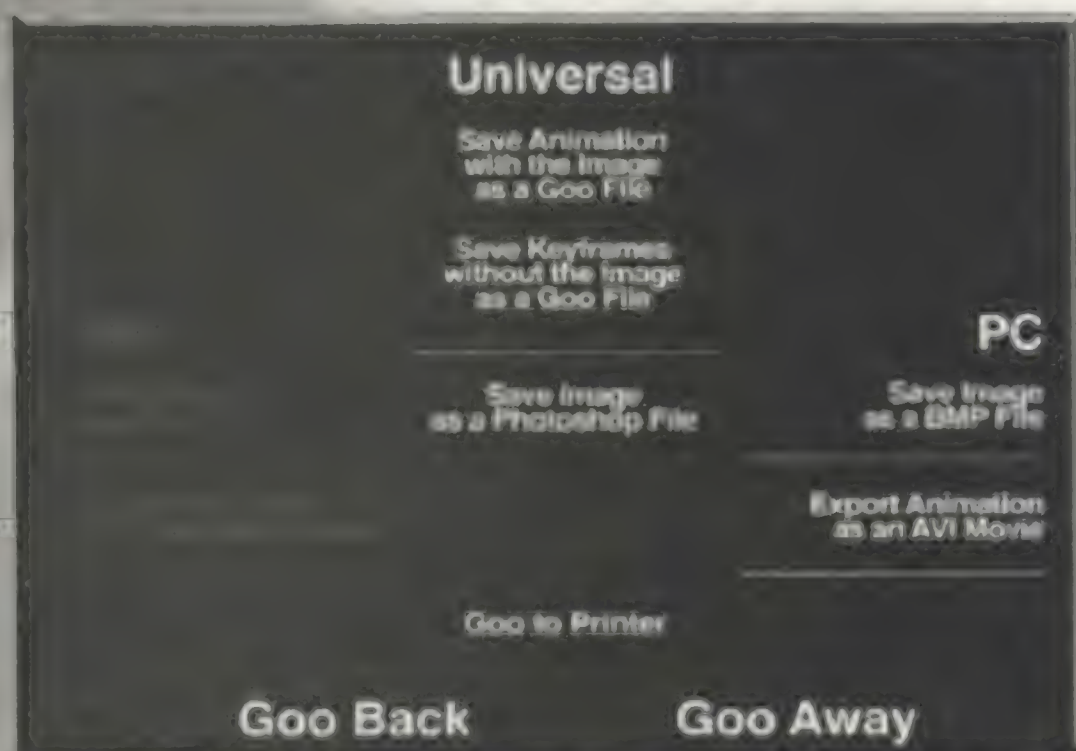 Universal
Save Animation
with the Image
as a Goo File
Save Keyframes
without the Image
as a Goo File
Save Image
as a Photoshop File
PC
Save Image
as a BMP File
Export Animation
as an AVI Movie
Goo to Printer
Goo Back
Goo Away